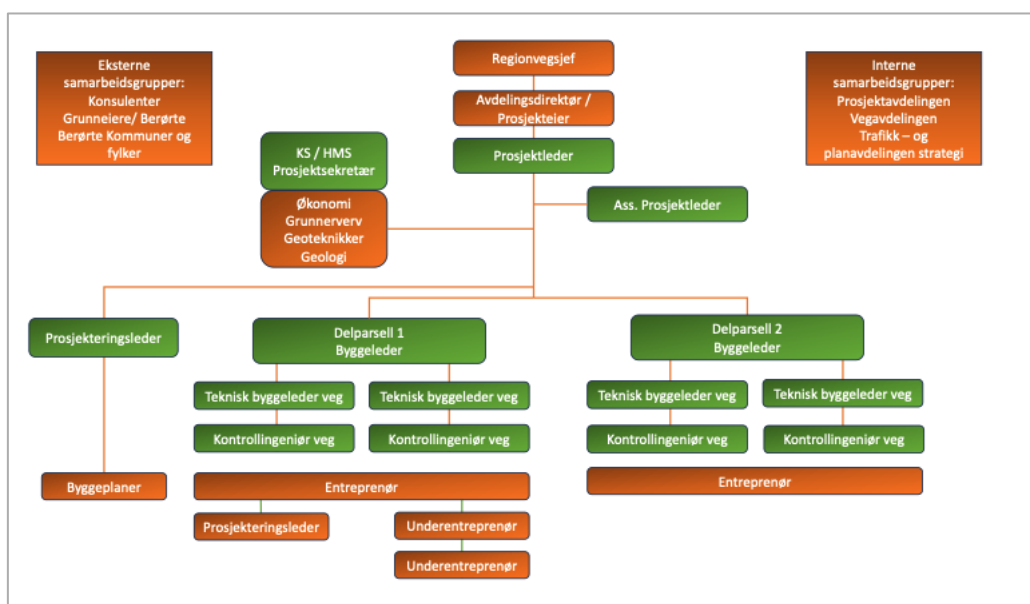 Eksterne
samarbeidsgrupper:
Konsulenter
Grunneiere/ Berørte
Berørte Kommuner og
fylker
Regionvegsjef
Avdelingsdirektør /
Prosjekteier
Prosjektleder
Interne
samarbeidsgrupper:
Prosjektavdelingen
Vegavdelingen
Trafikk – og
planavdelingen strategi
KS / HMS
Prosjektsekretær
Økonomi
Grunnerverv
Geoteknikker
Geologi
Ass. Prosjektleder
Prosjekteringsleder
Delparsell 1
Byggeleder
Delparsell 2
Byggeleder
Teknisk byggeleder veg
Teknisk byggeleder veg
Teknisk byggeleder veg
Teknisk byggeleder veg
Kontrollingeniør veg
Kontrollingeniør veg
Kontrollingeniør veg
Kontrollingeniør veg
Byggeplaner
Entreprenør
Entreprenør
Prosjekteringsleder
Underentreprenør
Underentreprenør